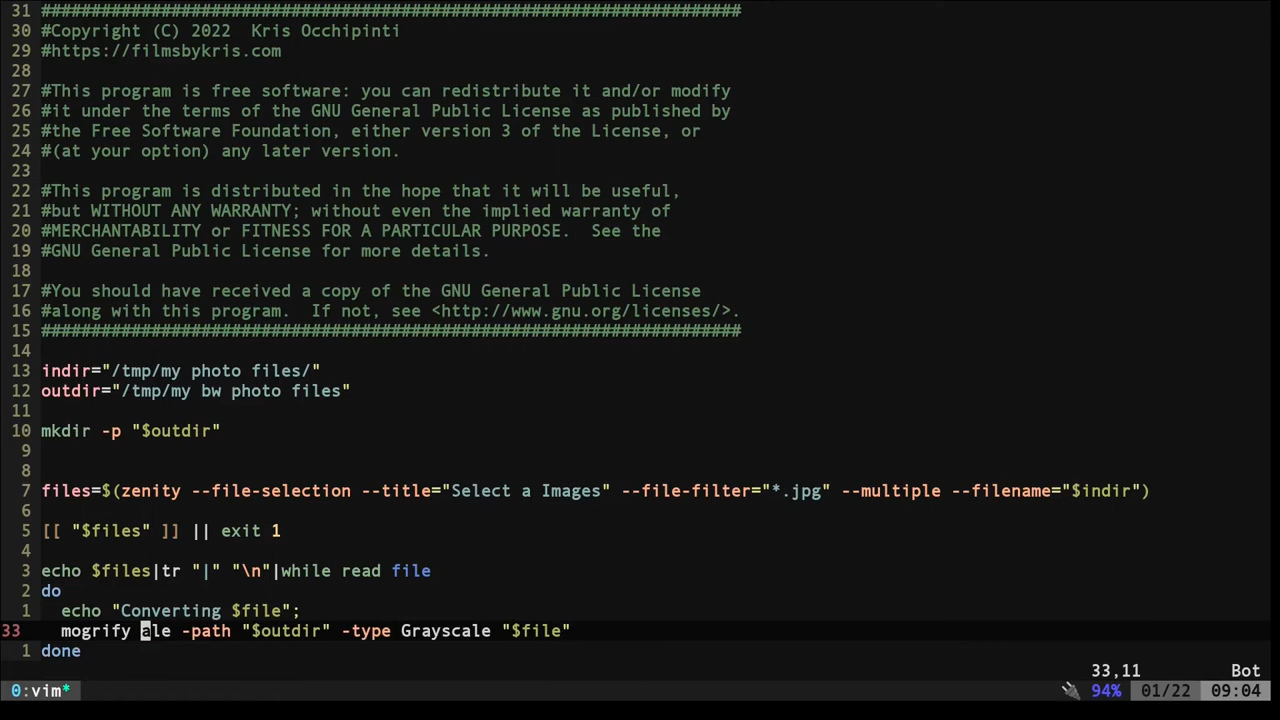 31 ######################################################################
30 #Copyright (C) 2022  Kris Occhipinti
29 #https://filmsbykris.com
28
27 #This program is free software: you can redistribute it and/or modify
26 #it under the terms of the GNU General Public License as published by
25 #the Free Software Foundation, either version 3 of the License, or
24 #(at your option) any later version.
23
22 #This program is distributed in the hope that it will be useful,
21 #but WITHOUT ANY WARRANTY; without even the implied warranty of
20 #MERCHANTABILITY or FITNESS FOR A PARTICULAR PURPOSE.  See the
19 #GNU General Public License for more details.
18
17 #You should have received a copy of the GNU General Public License
16 #along with this program.  If not, see <http://www.gnu.org/licenses/>.
15 ######################################################################
14
13 indir="/tmp/my photo files/"
12 outdir="/tmp/my bw photo files"
11
10 mkdir -p "$outdir"
9
8
7 files=$(zenity --file-selection --title="Select a Images" --file-filter="*.jpg" --multiple --filename="$indir")
6
5 [[ "$files" ]] || exit 1
4
3 echo $files|tr "|" "\n"|while read file
2 do
1   echo "Converting $file";
33   mogrify ale -path "$outdir" -type Grayscale "$file"
1 done
33,11 Bot
0:vim* 94% 01/22 09:04